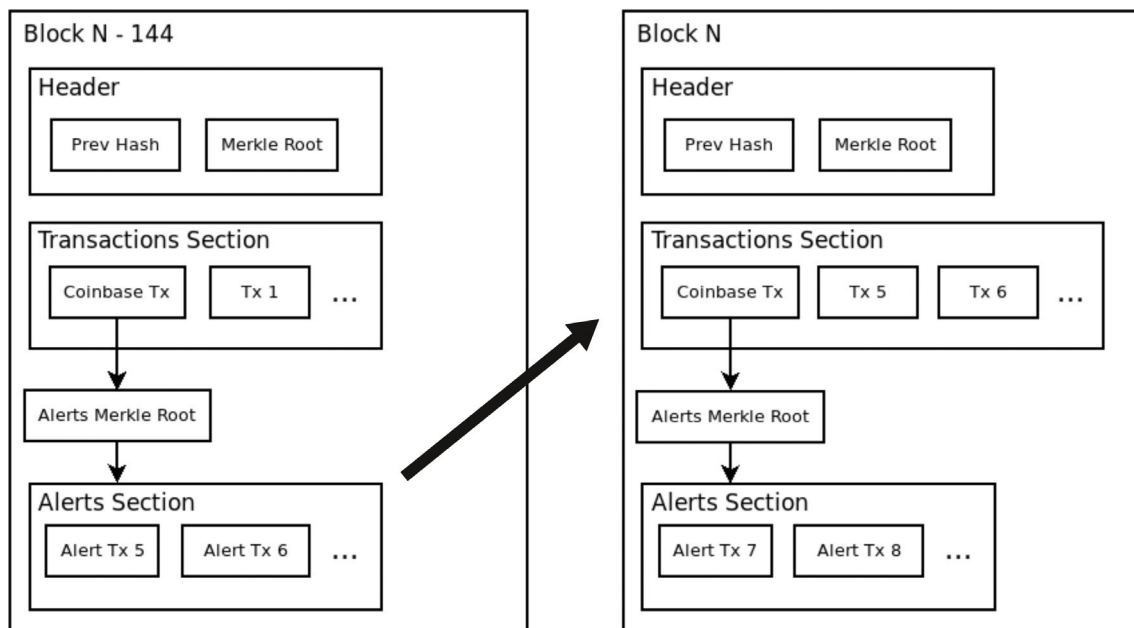 Block N - 144
Header
Prev Hash
Merkle Root
Transactions Section
Coinbase Tx
Tx 1
...
Alerts Merkle Root
Alerts Section
Alert Tx 5
Alert Tx 6
...
Block N
Header
Prev Hash
Merkle Root
Transactions Section
Coinbase Tx
Tx 5
Tx 6
...
Alerts Merkle Root
Alerts Section
Alert Tx 7
Alert Tx 8
...